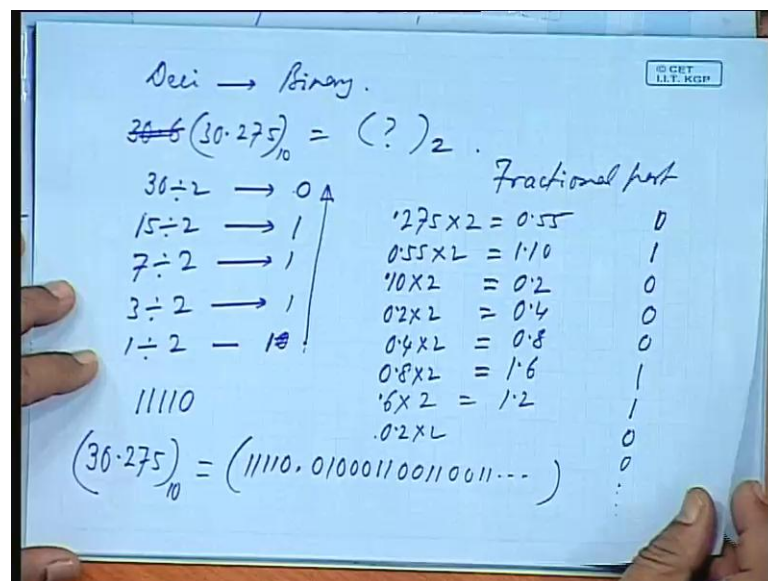 Deci → Binary.
© CET
I.I.T. KGP
30.6 (30.275)₁₀ = (?)₂.
30÷2 → 0
15÷2 → 1
7÷2 → 1
3÷2 → 1
1÷2 — 1
11110
Fractional part
.275×2 = 0.55 0
0.55×2 = 1.10 1
.10×2 = 0.2 0
0.2×2 = 0.4 0
0.4×2 = 0.8 0
0.8×2 = 1.6 1
.6×2 = 1.2 1
.0.2×2 0
0
(30.275)₁₀ = (11110.010001100110011---)